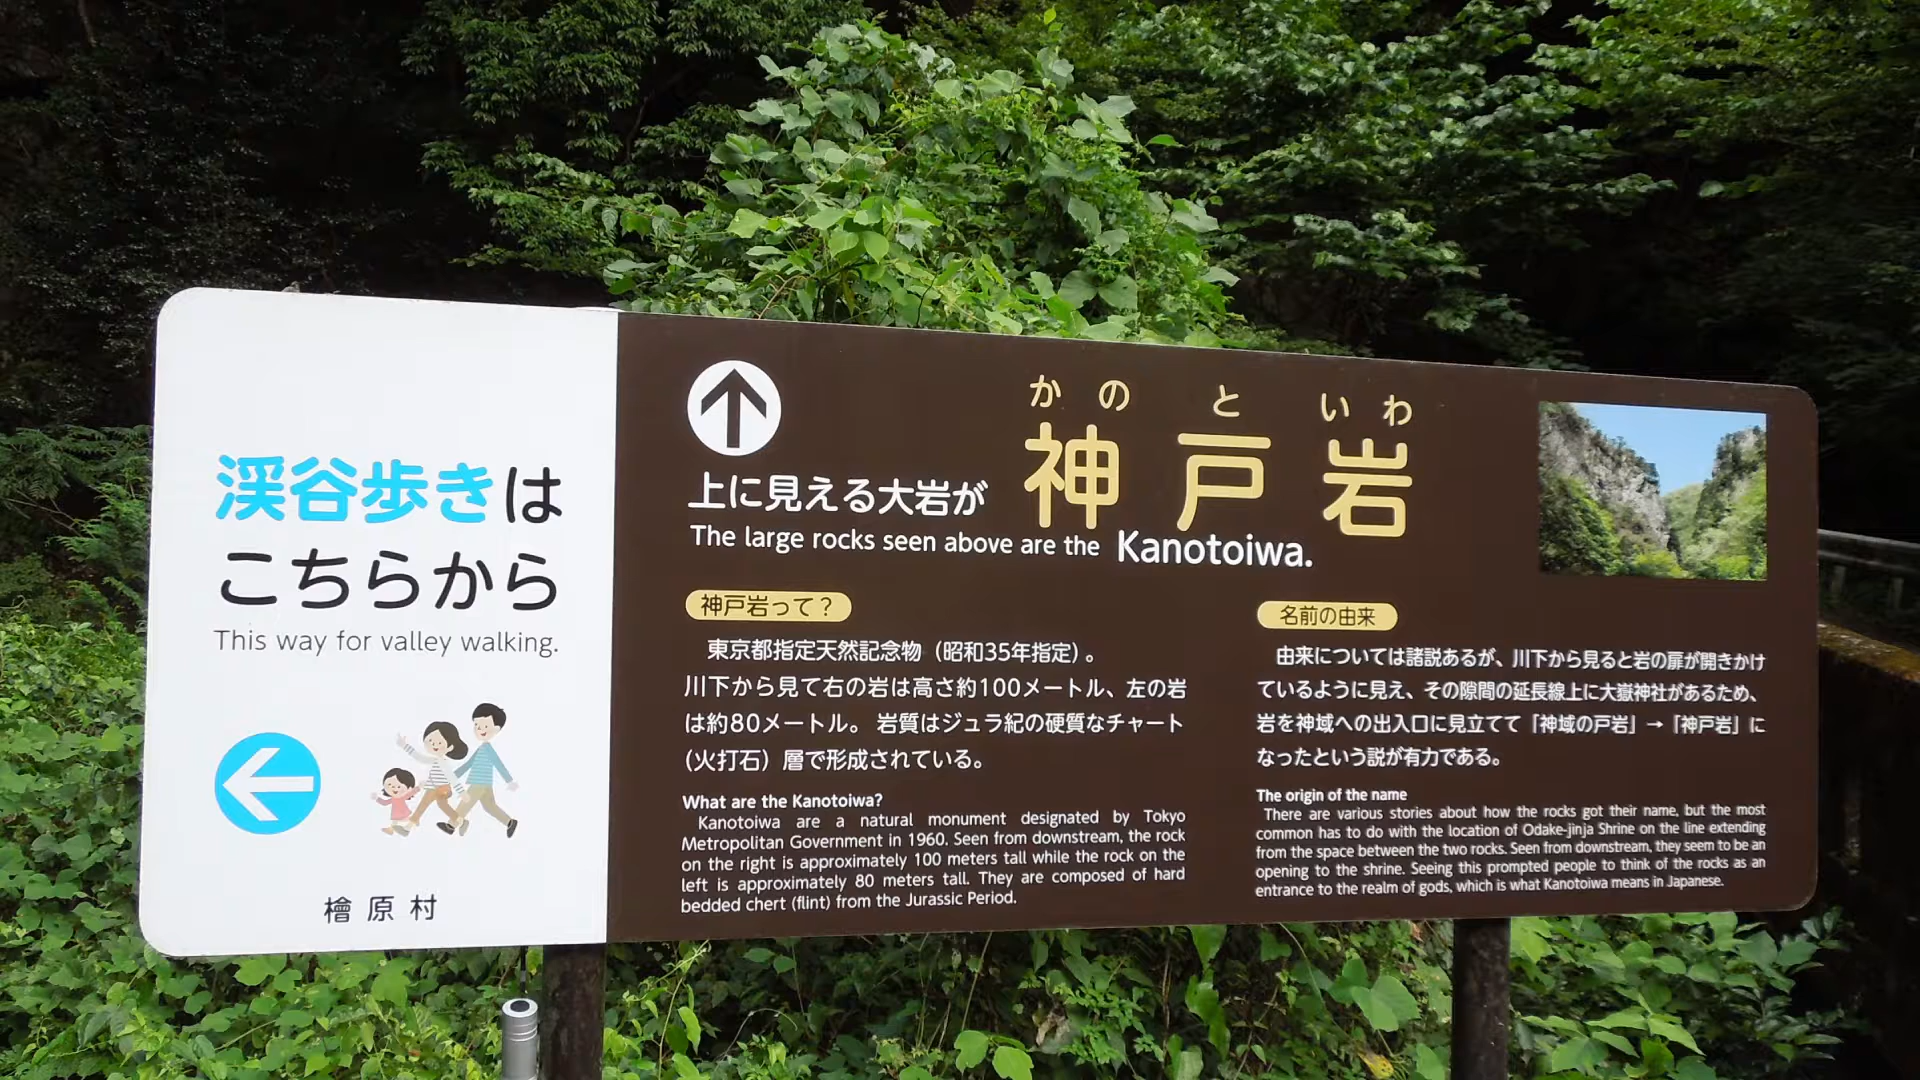 渓谷歩きは
こちらから
This way for valley walking.
檜原村
上に見える大岩が
かのといわ
神戸岩
The large rocks seen above are the Kanotoiwa.
神戸岩って?
東京都指定天然記念物（昭和35年指定）。
川下から見て右の岩は高さ約100メートル、左の岩
は約80メートル。岩質はジュラ紀の硬質なチャート
（火打石）層で形成されている。
What are the Kanotoiwa?
Kanotoiwa are a natural monument designated by Tokyo
Metropolitan Government in 1960. Seen from downstream, the rock
on the right is approximately 100 meters tall while the rock on the
left is approximately 80 meters tall. They are composed of hard
bedded chert (flint) from the Jurassic Period.
名前の由来
由来については諸説あるが、川下から見ると岩の扉が開きかけ
ているように見え、その隙間の延長線上に大嶽神社があるため、
岩を神域への出入口に見立てて「神域の戸岩」→「神戸岩」に
なったという説が有力である。
The origin of the name
There are various stories about how the rocks got their name, but the most
common has to do with the location of Odake-jinja Shrine on the line extending
from the space between the two rocks. Seen from downstream, they seem to be an
opening to the shrine. Seeing this prompted people to think of the rocks as an
entrance to the realm of gods, which is what Kanotoiwa means in Japanese.